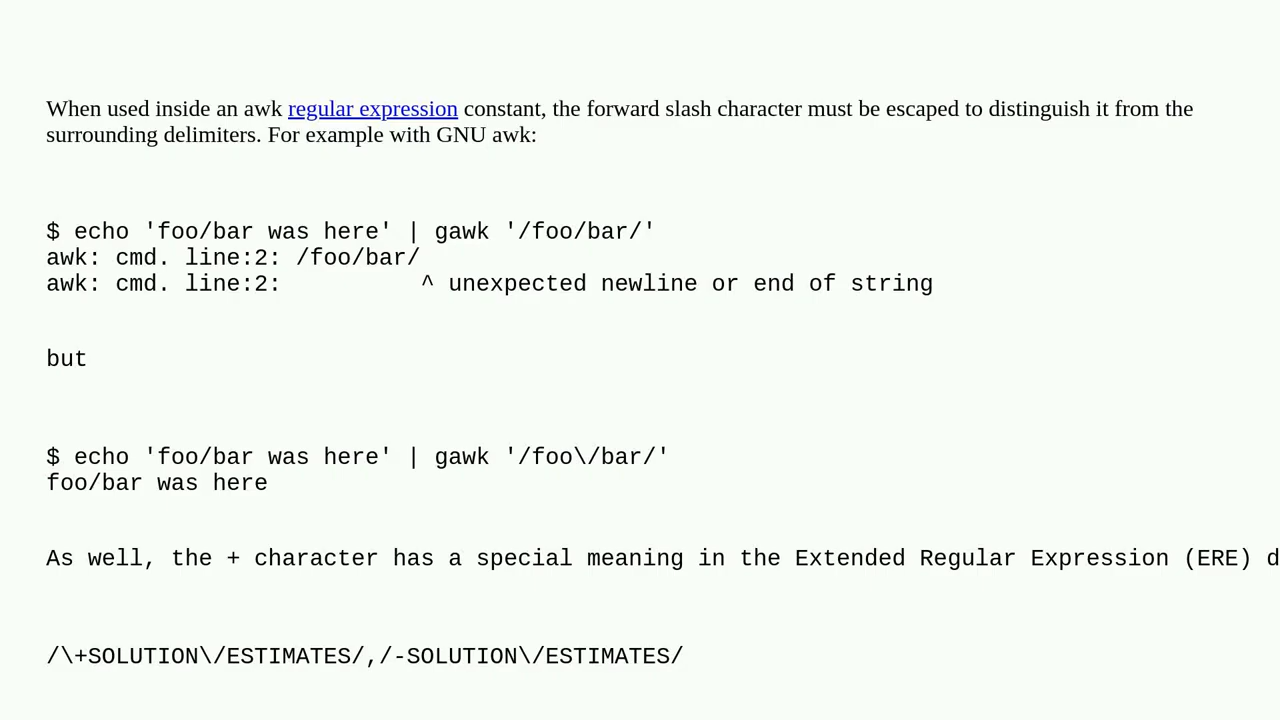 When used inside an awk regular expression constant, the forward slash character must be escaped to distinguish it from the
surrounding delimiters. For example with GNU awk:
$ echo 'foo/bar was here' | gawk '/foo/bar/'
awk: cmd. line:2: /foo/bar/
awk: cmd. line:2:          ^ unexpected newline or end of string
but
$ echo 'foo/bar was here' | gawk '/foo\/bar/'
foo/bar was here
As well, the + character has a special meaning in the Extended Regular Expression (ERE)
/\+SOLUTION\/ESTIMATES/,/-SOLUTION\/ESTIMATES/